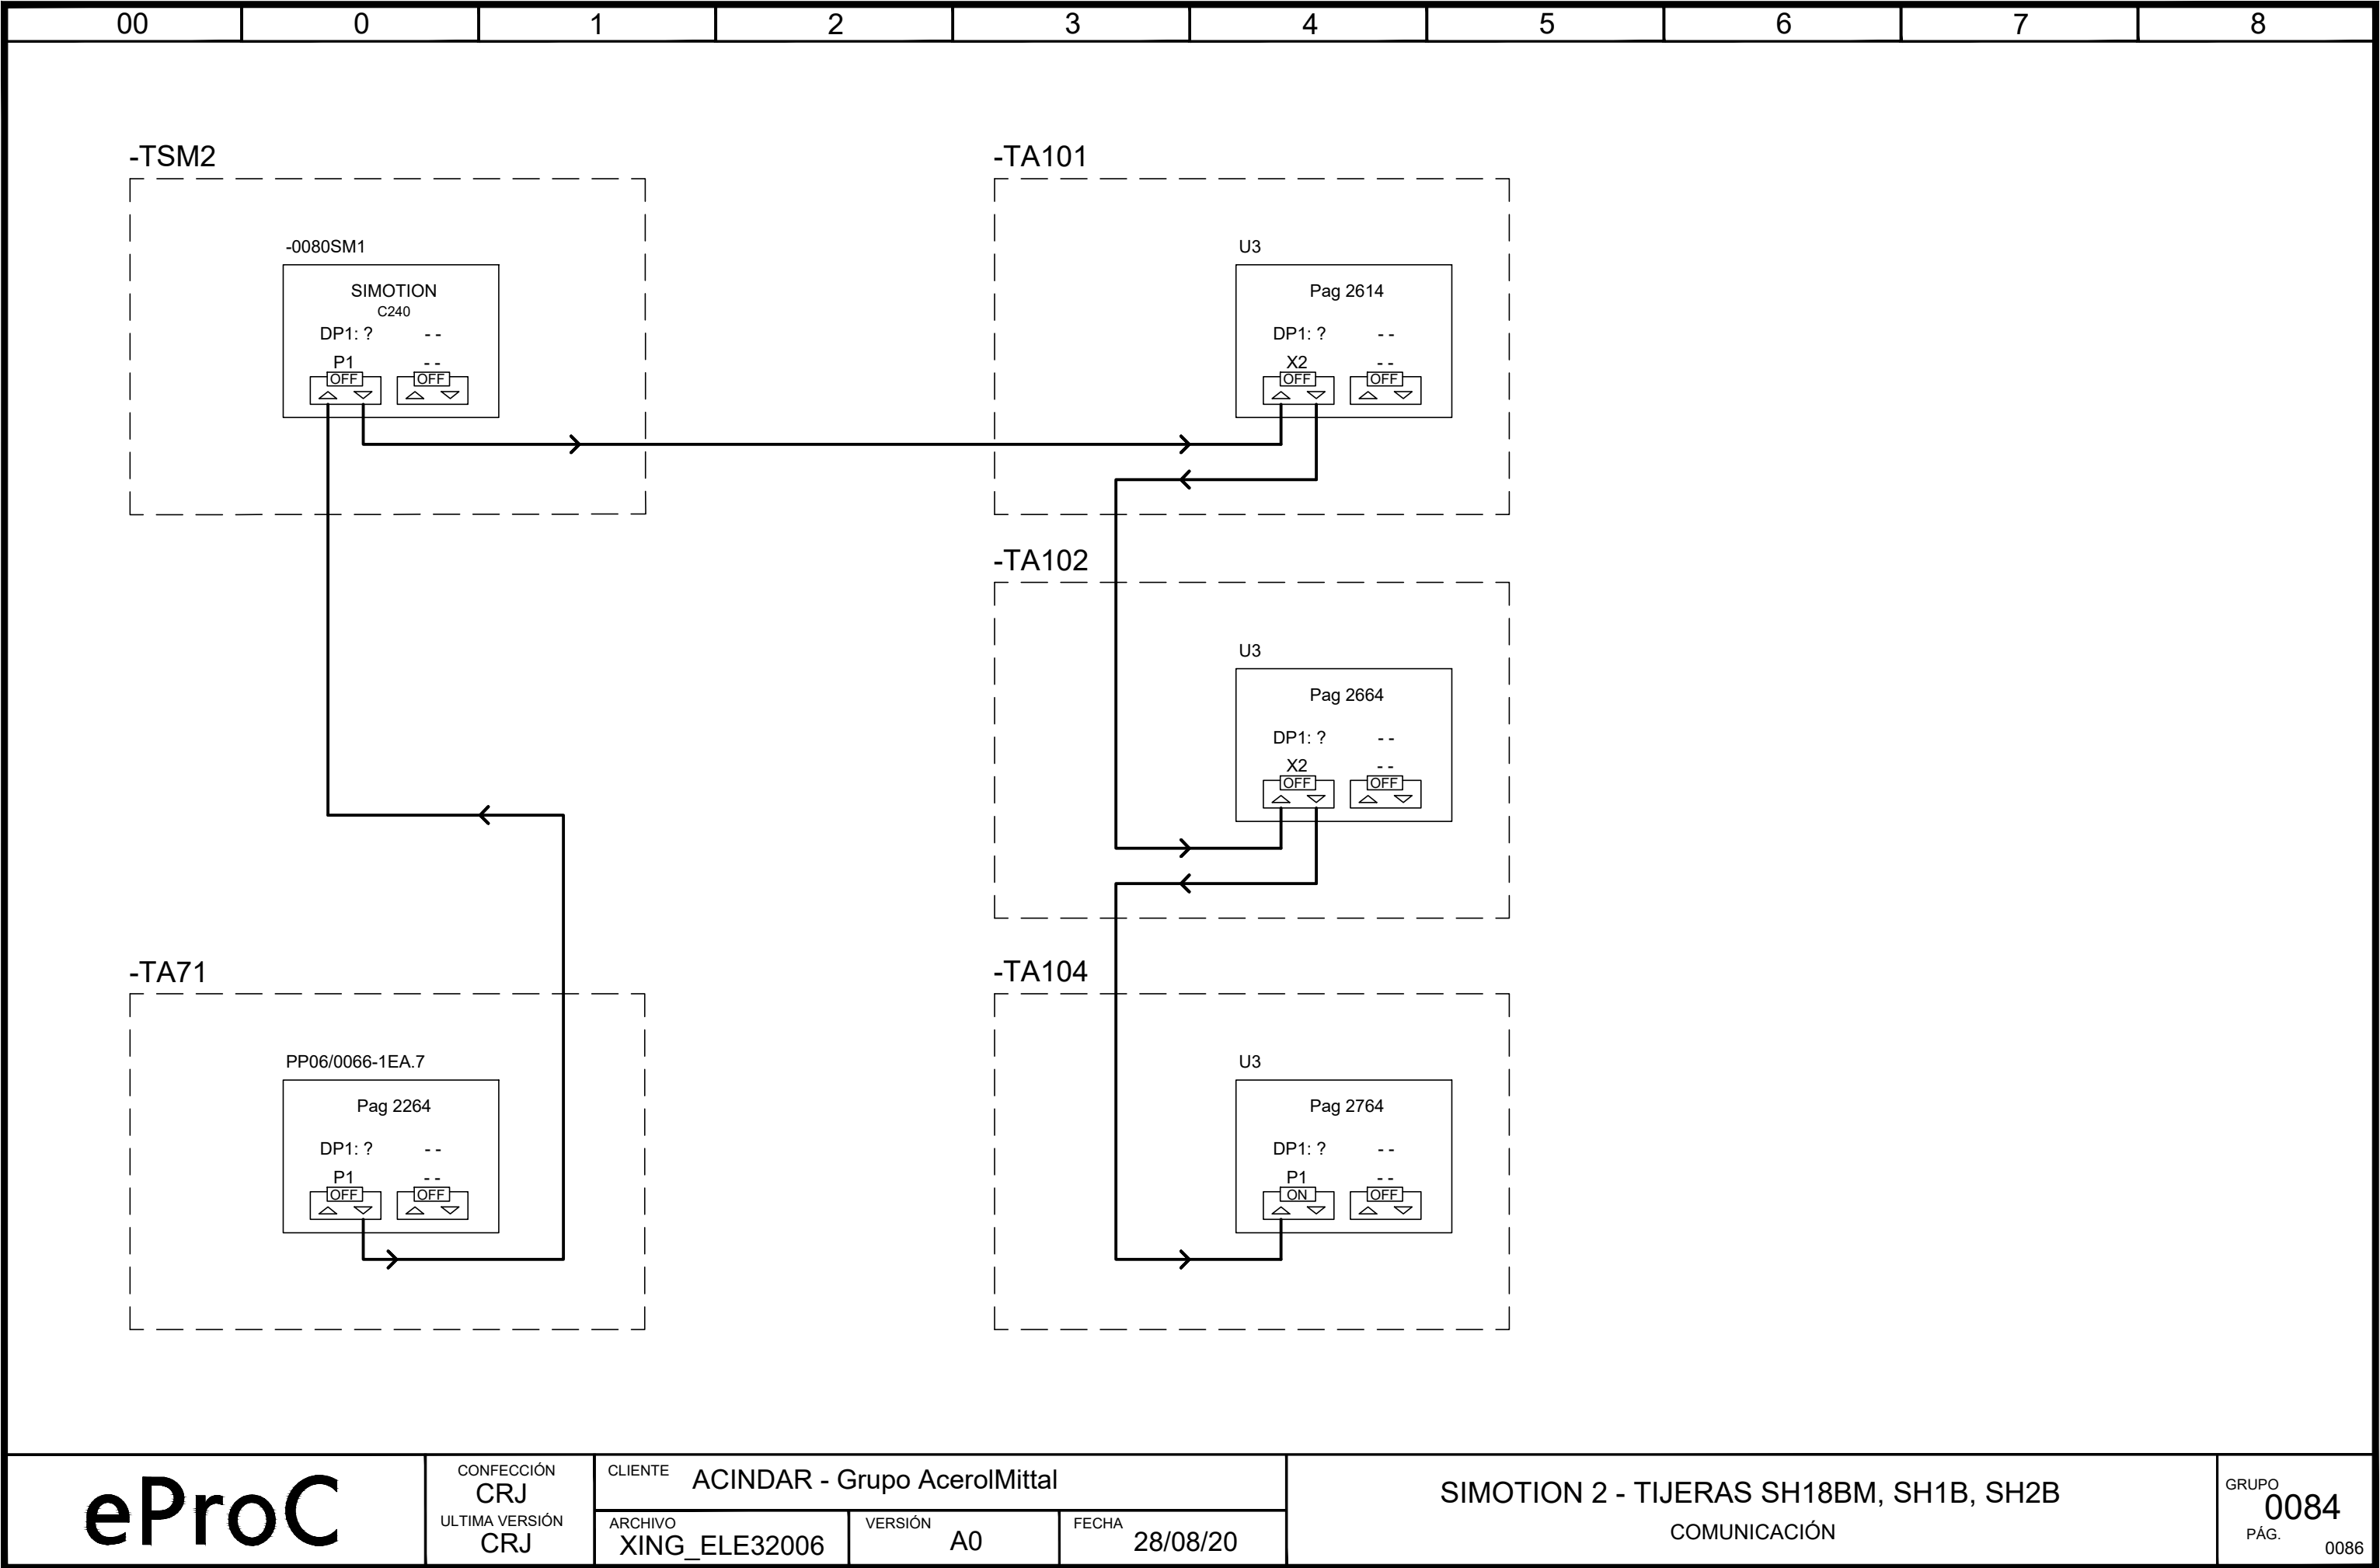 00 0 1 2 3 4 5 6 7 8
-TSM2
-0080SM1
SIMOTION
C240
DP1: ? - -
P1 - -
OFF OFF
-TA101
U3
Pag 2614
DP1: ? - -
X2 - -
OFF OFF
-TA102
U3
Pag 2664
DP1: ? - -
X2 - -
OFF OFF
-TA71
PP06/0066-1EA.7
Pag 2264
DP1: ? - -
P1 - -
OFF OFF
-TA104
U3
Pag 2764
DP1: ? - -
P1 - -
ON OFF
eProC
CONFECCIÓN
CRJ
ULTIMA VERSIÓN
CRJ
CLIENTE ACINDAR - Grupo AcerolMittal
ARCHIVO
XING_ELE32006
VERSIÓN A0
FECHA 28/08/20
SIMOTION 2 - TIJERAS SH18BM, SH1B, SH2B
COMUNICACIÓN
GRUPO
0084
PÁG.
0086